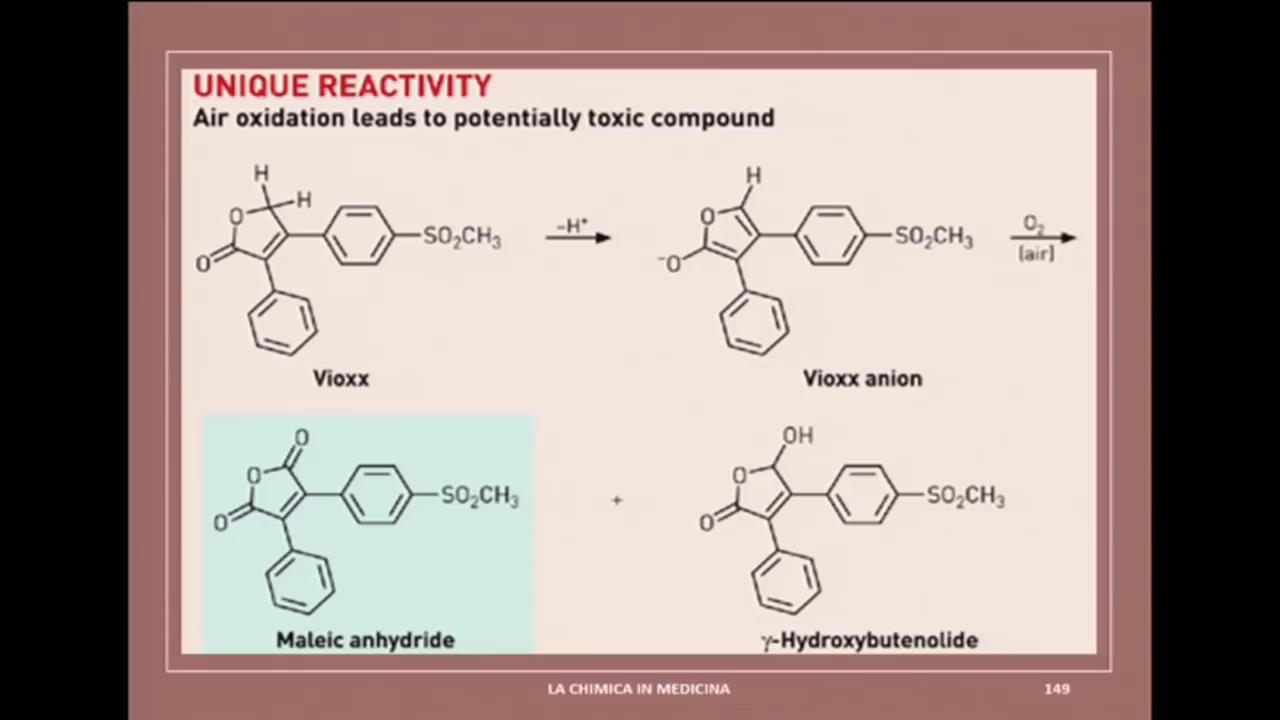 UNIQUE REACTIVITY
Air oxidation leads to potentially toxic compound
H
H
O
O
SO₂CH₃
Vioxx
–H⁺
H
O
⁻O
SO₂CH₃
Vioxx anion
O₂
(air)
O
O
O
SO₂CH₃
Maleic anhydride
+
OH
O
O
SO₂CH₃
γ-Hydroxybutenolide
LA CHIMICA IN MEDICINA
149